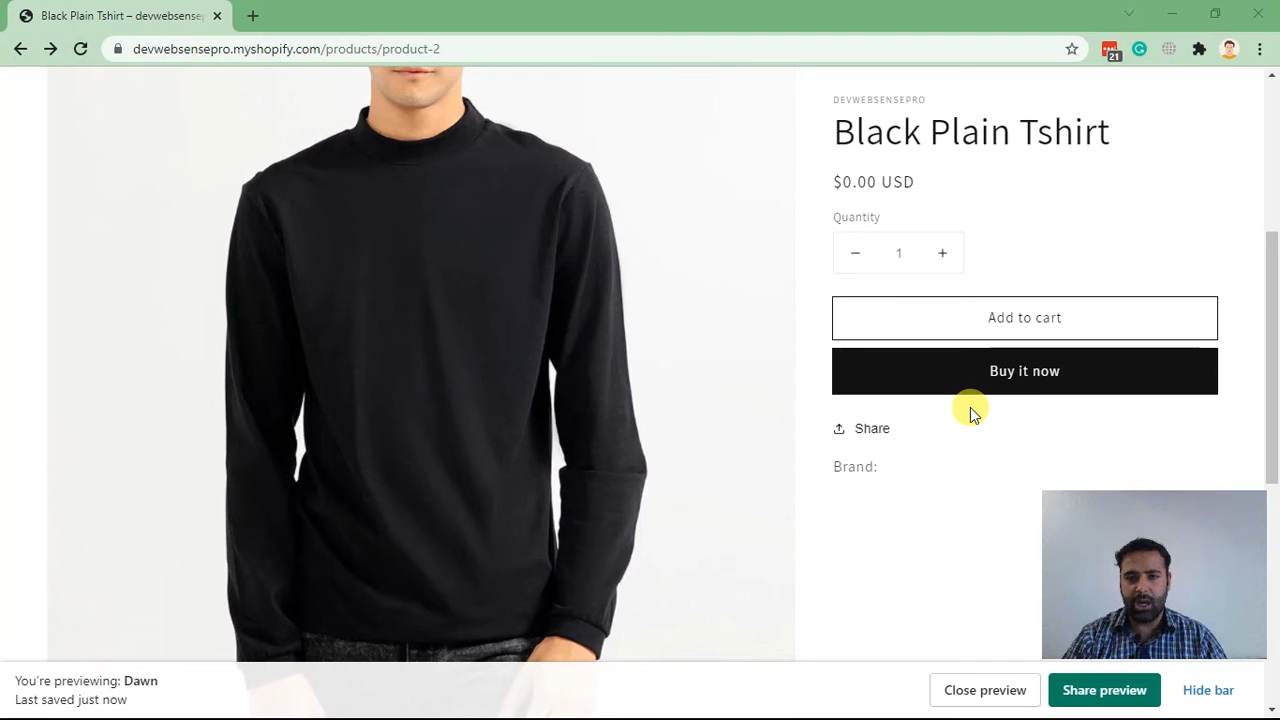 Black Plain Tshirt – devwebsensepro
devwebsensepro.myshopify.com/products/product-2
21
DEVWEBSENSEPRO
Black Plain Tshirt
$0.00 USD
Quantity
− 1 +
Add to cart
Buy it now
Share
Brand:
You're previewing: Dawn
Last saved just now
Close preview
Share preview
Hide bar